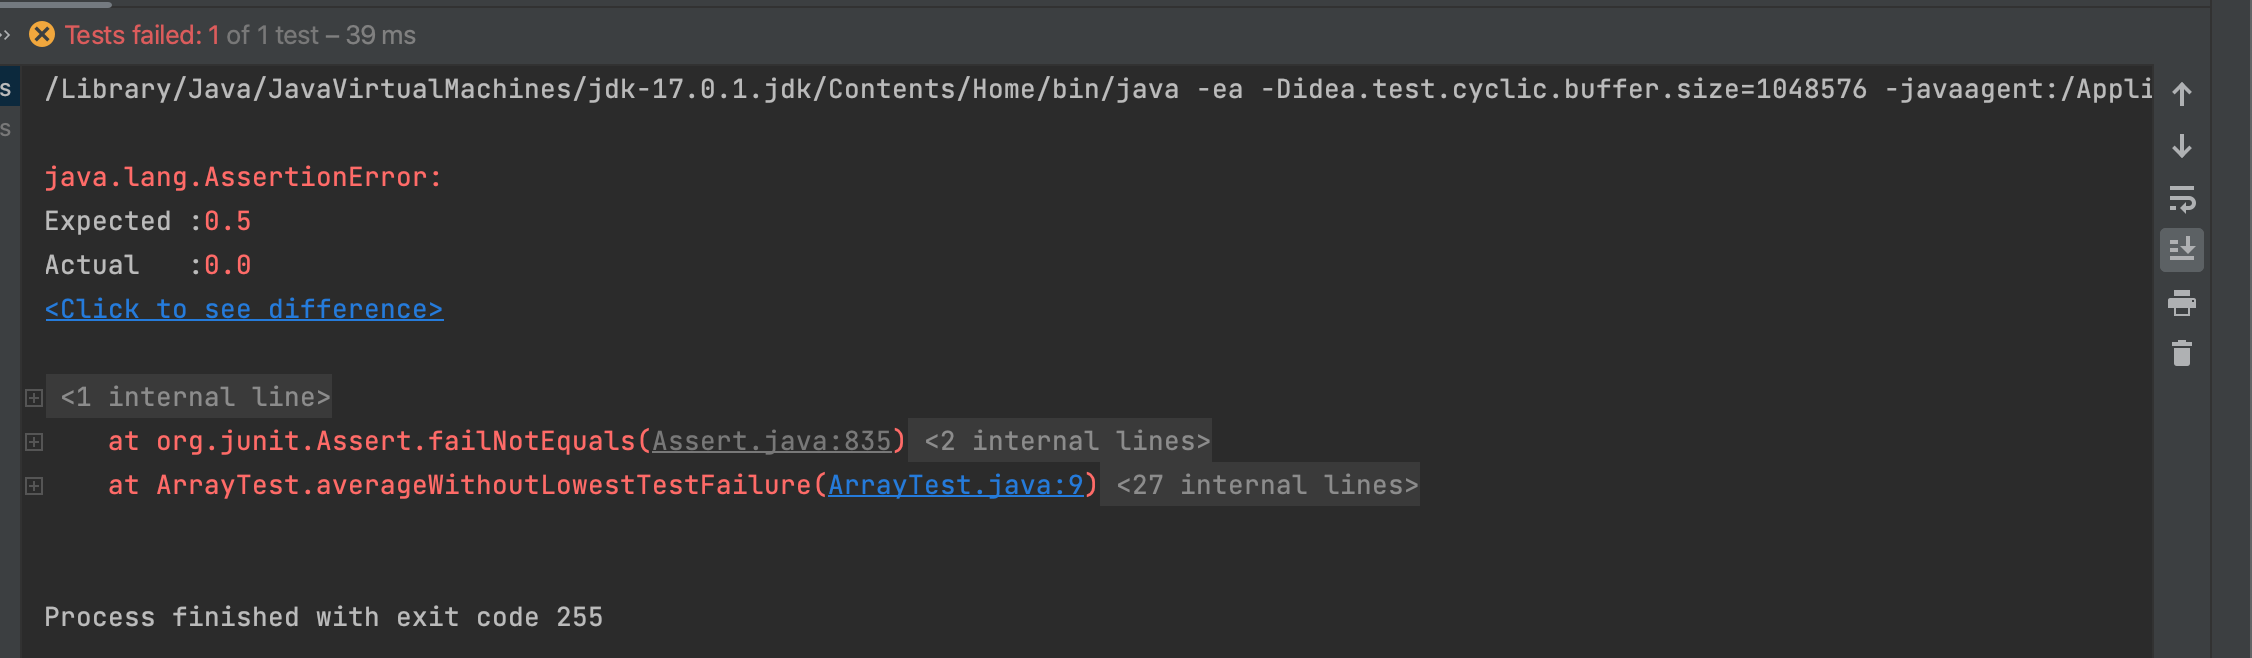 Tests failed: 1 of 1 test – 39 ms
s
/Library/Java/JavaVirtualMachines/jdk-17.0.1.jdk/Contents/Home/bin/java -ea -Didea.test.cyclic.buffer.size=1048576 -javaagent:/Appli
s
java.lang.AssertionError:
Expected :0.5
Actual   :0.0
<Click to see difference>
<1 internal line>
at org.junit.Assert.failNotEquals(Assert.java:835) <2 internal lines>
at ArrayTest.averageWithoutLowestTestFailure(ArrayTest.java:9) <27 internal lines>
Process finished with exit code 255